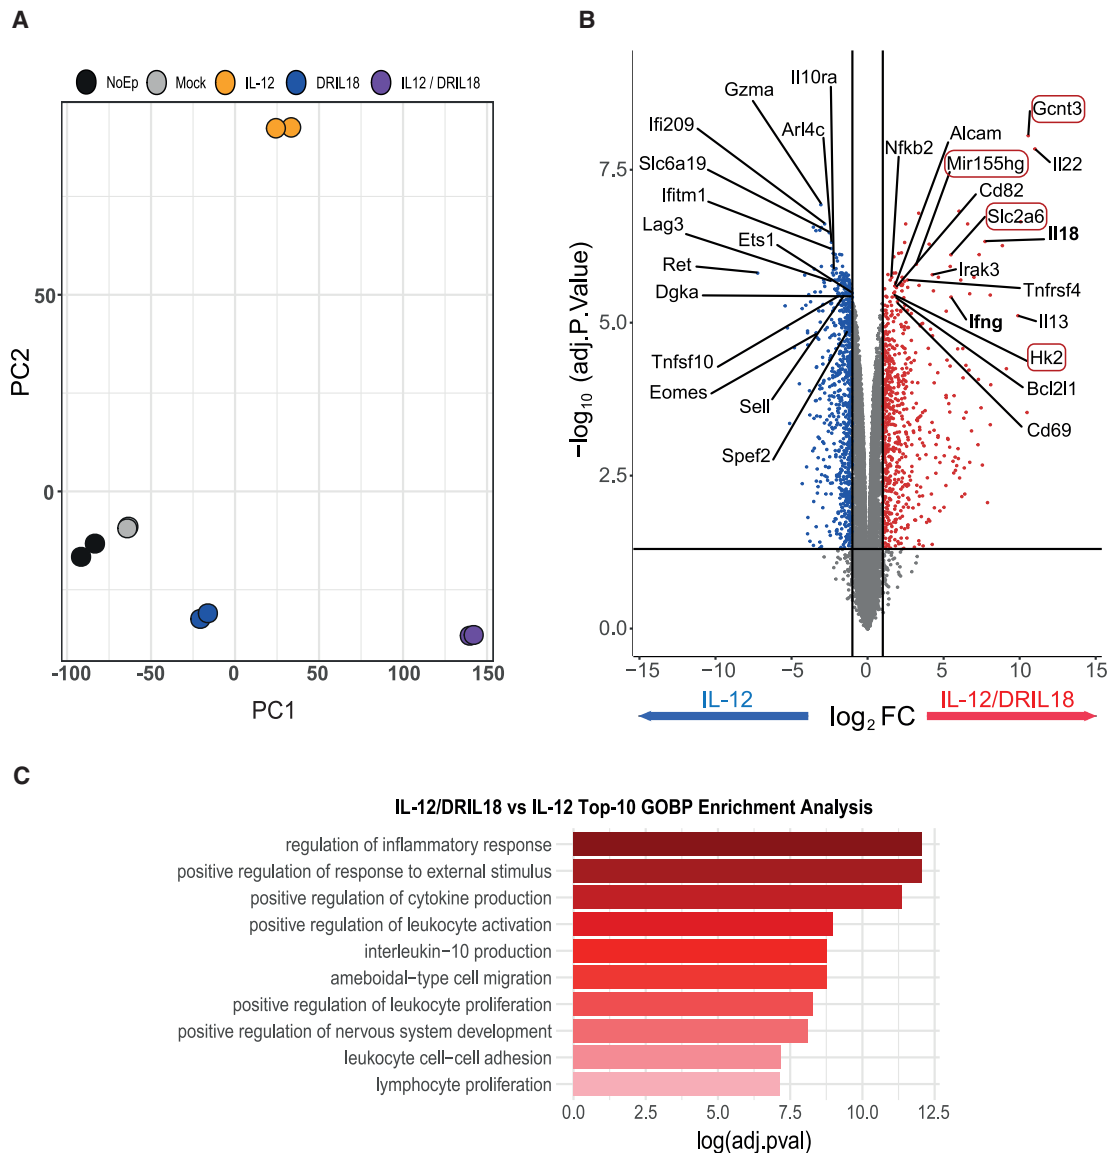 A
NoEp Mock IL-12 DRIL18 IL12 / DRIL18
PC2
50
0
-100 -50 0 50 100 150
PC1
B
Il10ra
Gzma
Ifi209
Arl4c
Slc6a19
Ifitm1
Lag3
Ets1
Ret
Dgka
Tnfsf10
Eomes
Sell
Spef2
Nfkb2
Alcam
Gcnt3
Mir155hg
Il22
Cd82
Slc2a6
Il18
Irak3
Tnfrsf4
Ifng
Il13
Hk2
Bcl2l1
Cd69
−log10 (adj.P.Value)
7.5
5.0
2.5
0.0
−15 −10 −5 0 5 10 15
IL-12 log2 FC IL-12/DRIL18
C
IL-12/DRIL18 vs IL-12 Top-10 GOBP Enrichment Analysis
regulation of inflammatory response
positive regulation of response to external stimulus
positive regulation of cytokine production
positive regulation of leukocyte activation
interleukin−10 production
ameboidal−type cell migration
positive regulation of leukocyte proliferation
positive regulation of nervous system development
leukocyte cell−cell adhesion
lymphocyte proliferation
0.0 2.5 5.0 7.5 10.0 12.5
log(adj.pval)